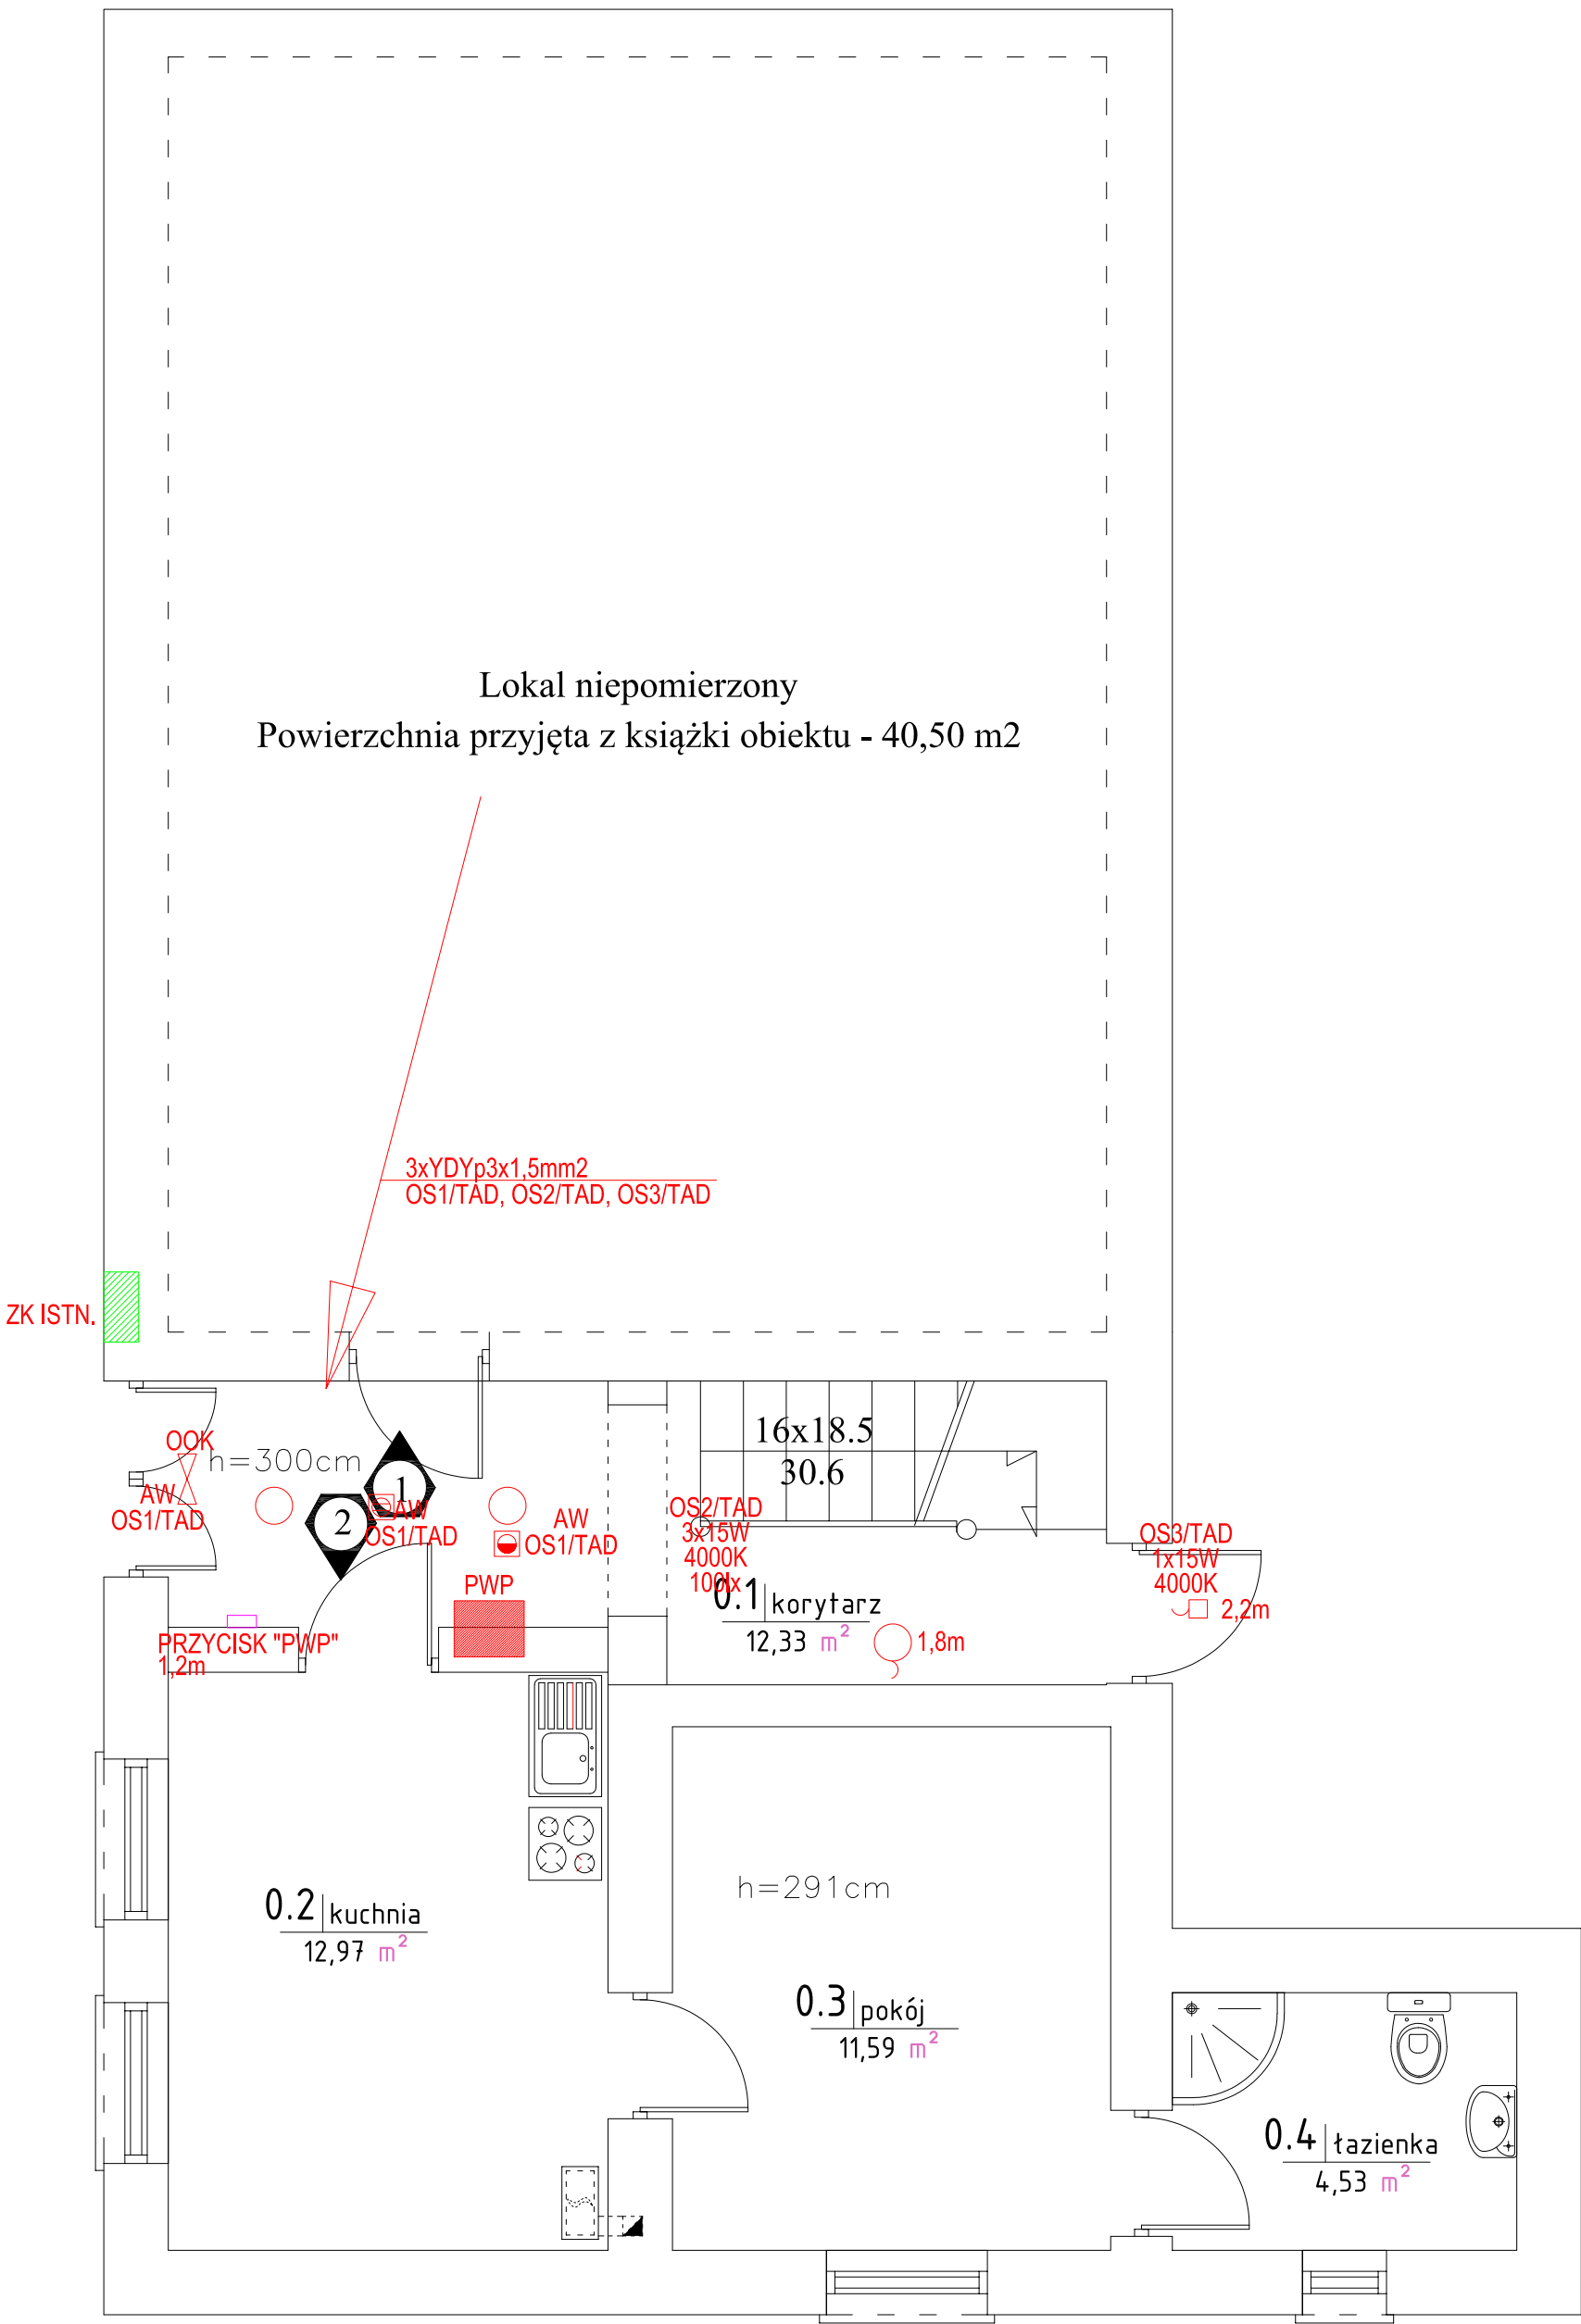 Lokal niepomierzony
Powierzchnia przyjęta z książki obiektu - 40,50 m2
3xYDYp3x1,5mm2
OS1/TAD, OS2/TAD, OS3/TAD
ZK ISTN.
OOK
h=300cm
AW
OS1/TAD
1
2
AW
OS1/TAD
AW
OS1/TAD
PWP
PRZYCISK "PWP"
1,2m
16x18.5
30.6
OS2/TAD
3x15W
4000K
100lx
0.1 korytarz
12,33 m²
1,8m
OS3/TAD
1x15W
4000K
2,2m
0.2 kuchnia
12,97 m²
h=291cm
0.3 pokój
11,59 m²
0.4 łazienka
4,53 m²